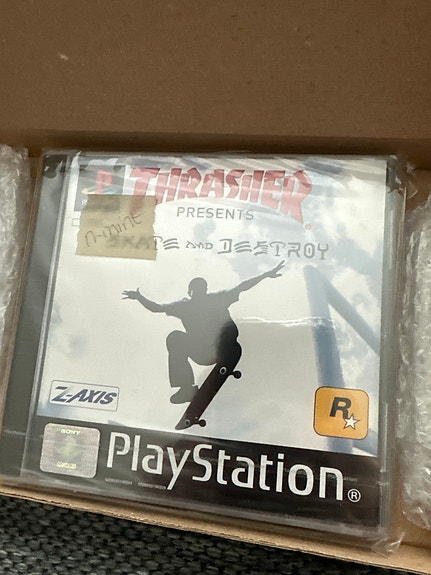 THRASHER
PRESENTS
n-mint
SKATE AND DESTROY
Z-AXIS
R
SONY
PlayStation®